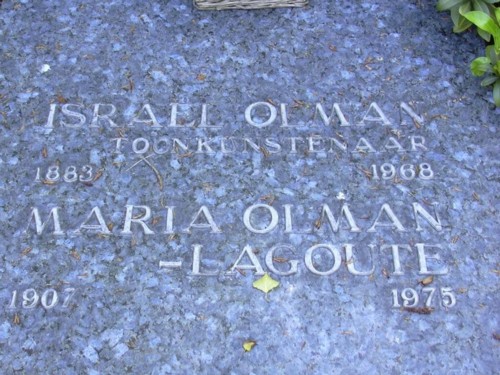 ISRAEL OLMAN
TOONKUNSTENAAR
1883 1968
MARIA OLMAN
-LAGOUTE
1907 1975